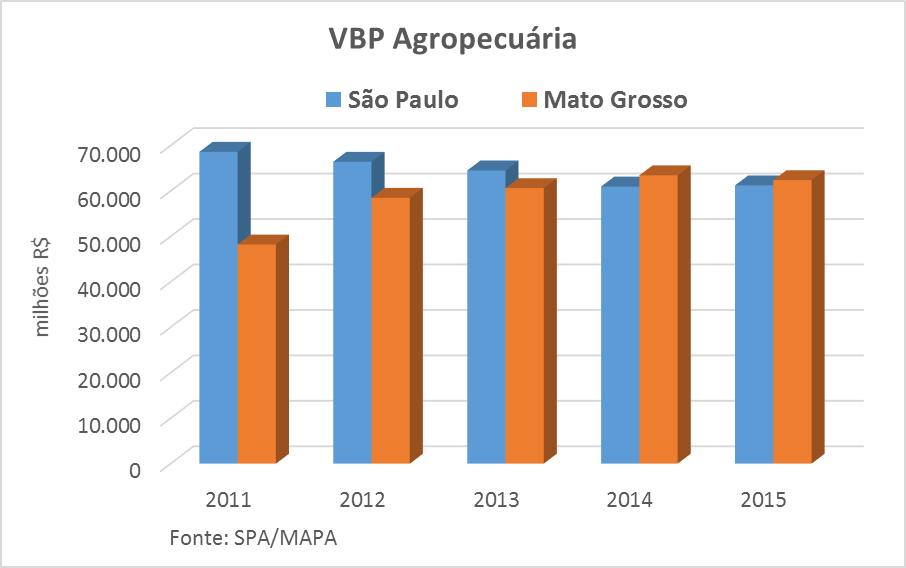 VBP Agropecuária
São Paulo Mato Grosso
milhões R$
70.000
60.000
50.000
40.000
30.000
20.000
10.000
0
2011 2012 2013 2014 2015
Fonte: SPA/MAPA